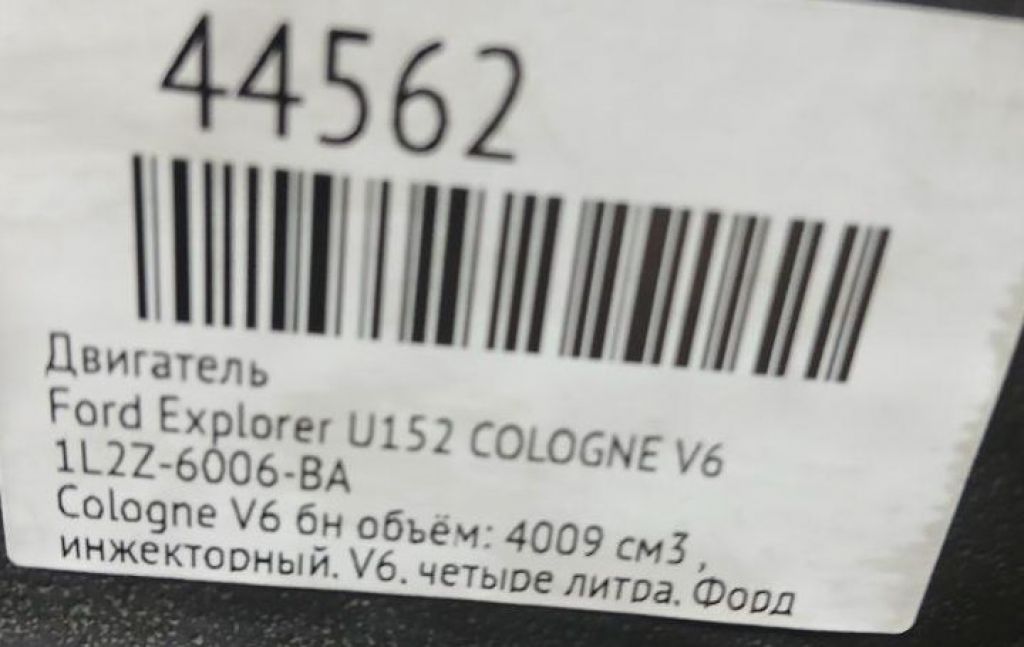 44562
Двигатель
Ford Explorer U152 COLOGNE V6
1L2Z-6006-BA
Cologne V6 бн объём: 4009 см3 ,
инжекторный. V6. четыре литра. Форд